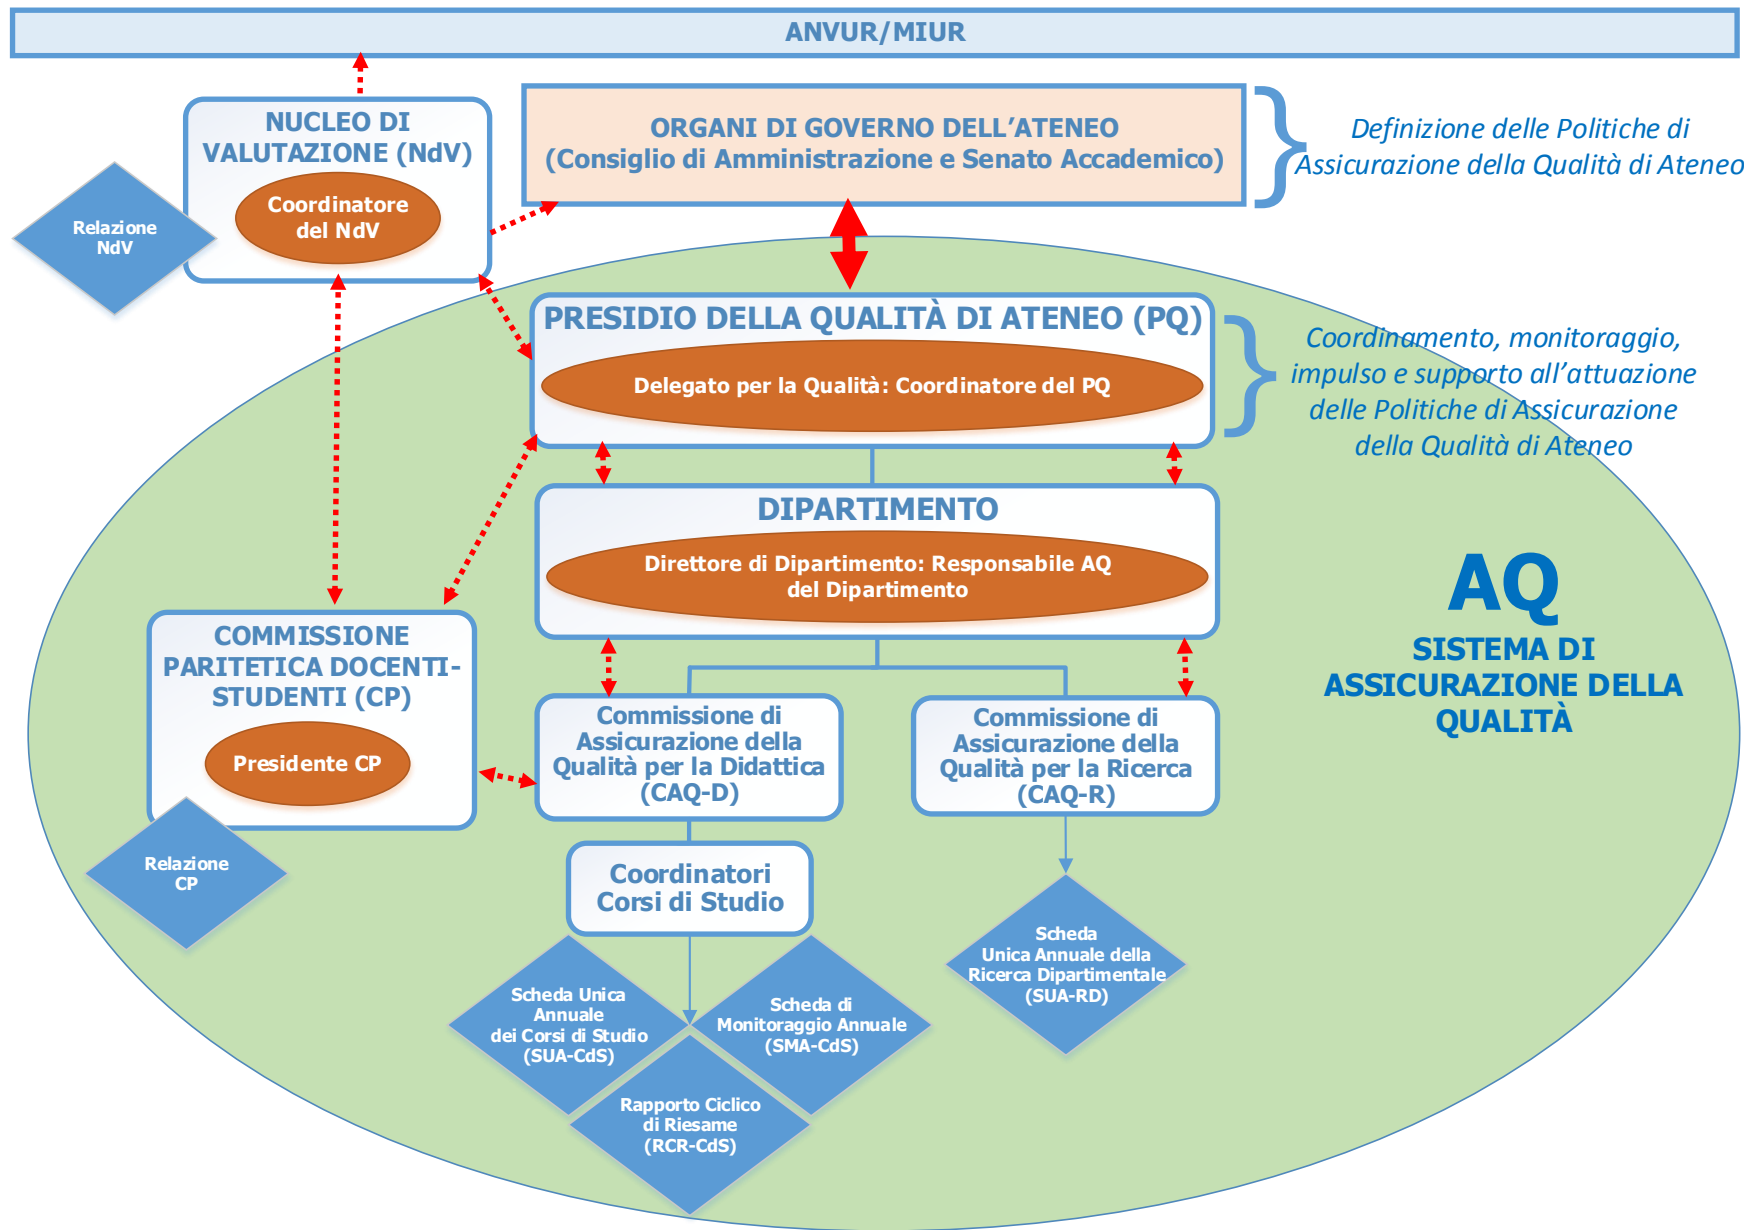 ANVUR/MIUR
NUCLEO DI
VALUTAZIONE (NdV)
Coordinatore
del NdV
Relazione
NdV
ORGANI DI GOVERNO DELL’ATENEO
(Consiglio di Amministrazione e Senato Accademico)
Definizione delle Politiche di
Assicurazione della Qualità di Ateneo
PRESIDIO DELLA QUALITÀ DI ATENEO (PQ)
Delegato per la Qualità: Coordinatore del PQ
Coordinamento, monitoraggio,
impulso e supporto all’attuazione
delle Politiche di Assicurazione
della Qualità di Ateneo
DIPARTIMENTO
Direttore di Dipartimento: Responsabile AQ
del Dipartimento
AQ
SISTEMA DI
ASSICURAZIONE DELLA
QUALITÀ
COMMISSIONE
PARITETICA DOCENTI-
STUDENTI (CP)
Presidente CP
Relazione
CP
Commissione di
Assicurazione della
Qualità per la Didattica
(CAQ-D)
Commissione di
Assicurazione della
Qualità per la Ricerca
(CAQ-R)
Coordinatori
Corsi di Studio
Scheda Unica
Annuale
dei Corsi di Studio
(SUA-CdS)
Scheda di
Monitoraggio Annuale
(SMA-CdS)
Rapporto Ciclico
di Riesame
(RCR-CdS)
Scheda
Unica Annuale della
Ricerca Dipartimentale
(SUA-RD)